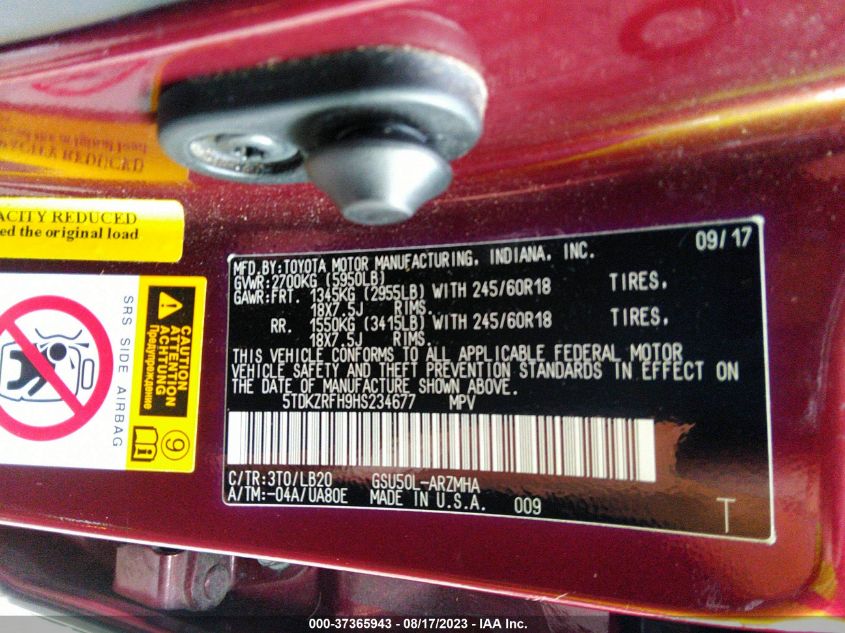 ACITY REDUCED
ed the original load
SRS SIDE AIRBAG
CAUTION
ATTENTION
ACHTUNG
Предупреждение
9
09/17
MFD.BY:TOYOTA MOTOR MANUFACTURING, INDIANA, INC.
GVWR:2700KG (5950LB)
GAWR:FRT. 1345KG (2955LB) WITH 245/60R18 TIRES.
18X7.5J RIMS.
RR. 1550KG (3415LB) WITH 245/60R18 TIRES.
18X7.5J RIMS.
THIS VEHICLE CONFORMS TO ALL APPLICABLE FEDERAL MOTOR
VEHICLE SAFETY AND THEFT PREVENTION STANDARDS IN EFFECT ON
THE DATE OF MANUFACTURE SHOWN ABOVE.
5TDKZRFH9HS234677 MPV
C/TR:3T0/LB20 GSU50L-ARZMHA
A/TM:-04A/UA80E MADE IN U.S.A. 009
T
000-37365943 - 08/17/2023 - IAA Inc.